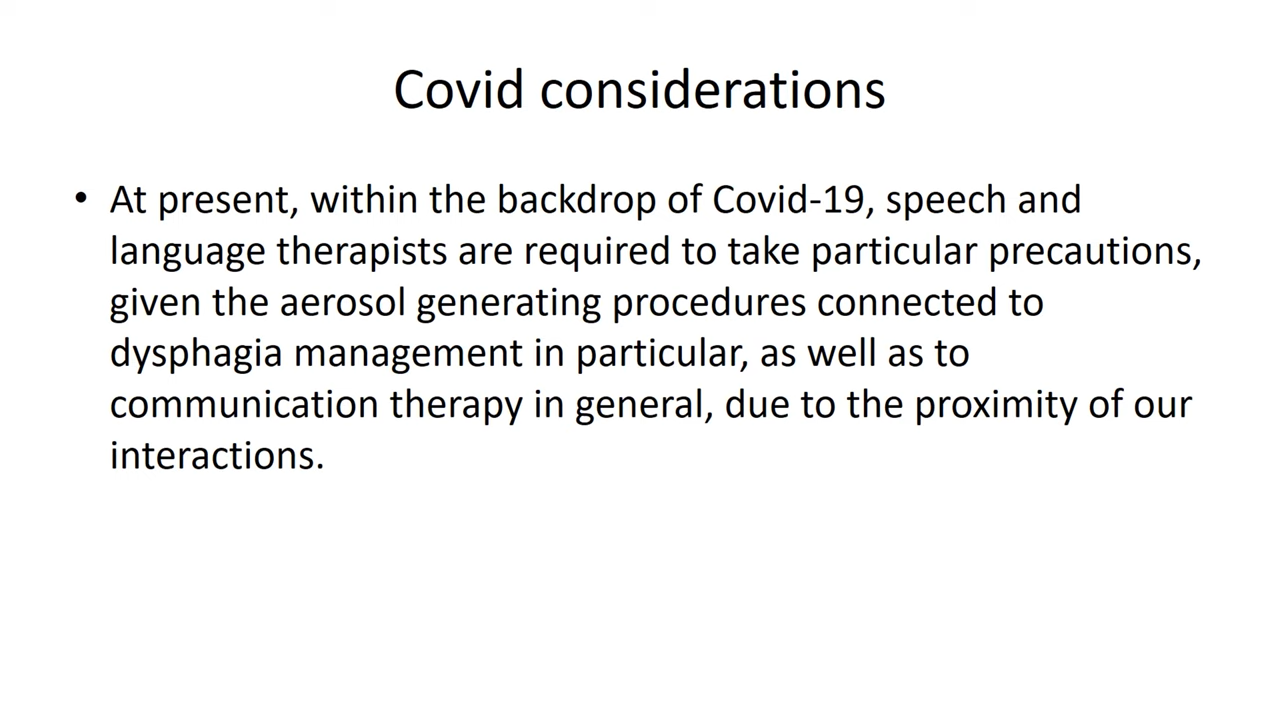 Covid considerations
• At present, within the backdrop of Covid-19, speech and
language therapists are required to take particular precautions,
given the aerosol generating procedures connected to
dysphagia management in particular, as well as to
communication therapy in general, due to the proximity of our
interactions.